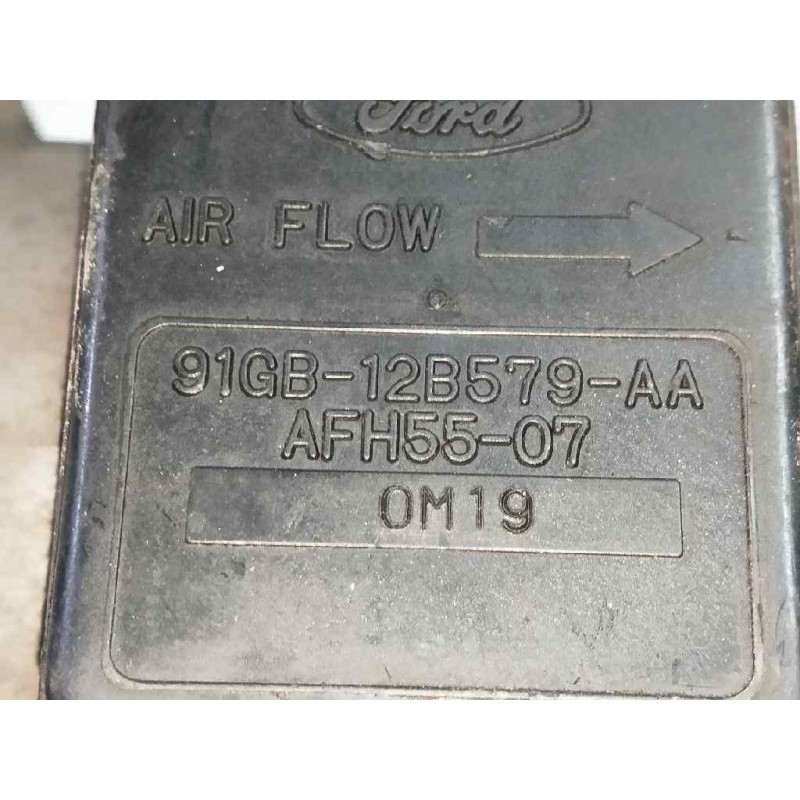 Ford
AIR FLOW
91GB-12B579-AA
AFH55-07
0M19